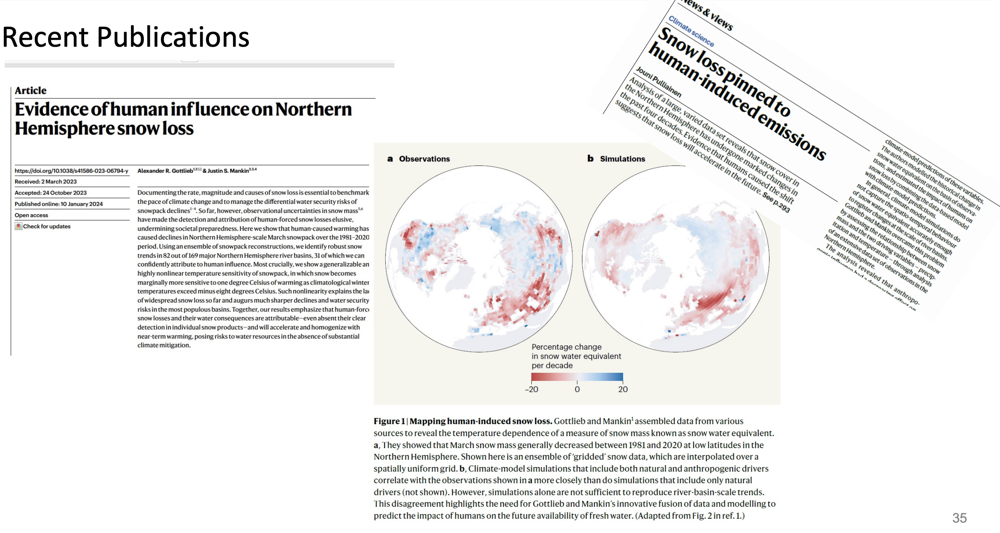 Recent Publications
Article
Evidence of human influence on Northern
Hemisphere snow loss
https://doi.org/10.1038/s41586-023-06794-y
Received: 2 March 2023
Accepted: 24 October 2023
Published online: 10 January 2024
Open access
Check for updates
Alexander R. Gottlieb1,2✉ & Justin S. Mankin2,3,4
Documenting the rate, magnitude and causes of snow loss is essential to benchmark
the pace of climate change and to manage the differential water security risks of
snowpack declines1–4. So far, however, observational uncertainties in snow mass5,6
have made the detection and attribution of human-forced snow losses elusive,
undermining societal preparedness. Here we show that human-caused warming has
caused declines in Northern Hemisphere-scale March snowpack over the 1981–2020
period. Using an ensemble of snowpack reconstructions, we identify robust snow
trends in 82 out of 169 major Northern Hemisphere river basins, 31 of which we can
confidently attribute to human influence. Most crucially, we show a generalizable an
highly nonlinear temperature sensitivity of snowpack, in which snow becomes
marginally more sensitive to one degree Celsius of warming as climatological winter
temperatures exceed minus eight degrees Celsius. Such nonlinearity explains the la
of widespread snow loss so far and augurs much sharper declines and water security
risks in the most populous basins. Together, our results emphasize that human-forc
snow losses and their water consequences are attributable—even absent their clear
detection in individual snow products—and will accelerate and homogenize with
near-term warming, posing risks to water resources in the absence of substantial
climate mitigation.
News & views
Climate science
Snow loss pinned to
human-induced emissions
Jouni Pulliainen
Analysis of a large, varied data set reveals that snow cover in
the Northern Hemisphere has undergone marked changes in
the past four decades. Evidence that humans caused the shift
suggests that snow loss will accelerate in the future. See p.293
climate-model predictions of these variables.
The authors modelled the historical change in
snow water equivalent on the basis of observa-
tions, and estimated the impact of humans on
snow loss by combining the data-based model
with climate-model predictions.
In general, climate-model simulations do
not capture the spatio-temporal behaviour
of snow water equivalent accurately enough
to register changes at the scale of river basins.
Gottlieb and Mankin overcame this problem
by assessing the relationship between snow
mass and the two driving variables – precip-
itation and temperature – through analysis
of an extensive data set of observations in the
Northern Hemisphere.
The analysis revealed that anthropo-
genic influence had a decreasing effect on
a Observations
b Simulations
Percentage change
in snow water equivalent
per decade
–20 0 20
Figure 1 | Mapping human-induced snow loss. Gottlieb and Mankin1 assembled data from various
sources to reveal the temperature dependence of a measure of snow mass known as snow water equivalent.
a, They showed that March snow mass generally decreased between 1981 and 2020 at low latitudes in the
Northern Hemisphere. Shown here is an ensemble of ‘gridded’ snow data, which are interpolated over a
spatially uniform grid. b, Climate-model simulations that include both natural and anthropogenic drivers
correlate with the observations shown in a more closely than do simulations that include only natural
drivers (not shown). However, simulations alone are not sufficient to reproduce river-basin-scale trends.
This disagreement highlights the need for Gottlieb and Mankin’s innovative fusion of data and modelling to
predict the impact of humans on the future availability of fresh water. (Adapted from Fig. 2 in ref. 1.)
35